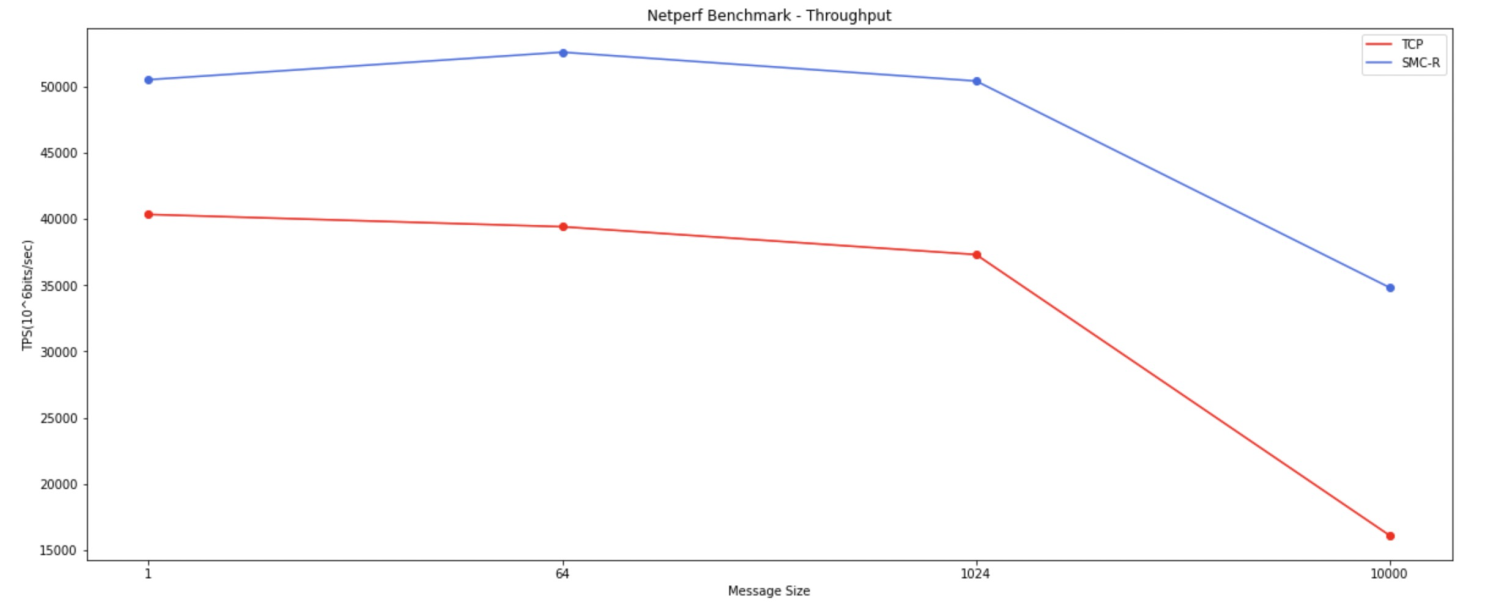 Netperf Benchmark - Throughput
TCP
SMC-R
50000
45000
40000
35000
30000
25000
20000
15000
TPS(10^6bits/sec)
1
64
1024
10000
Message Size